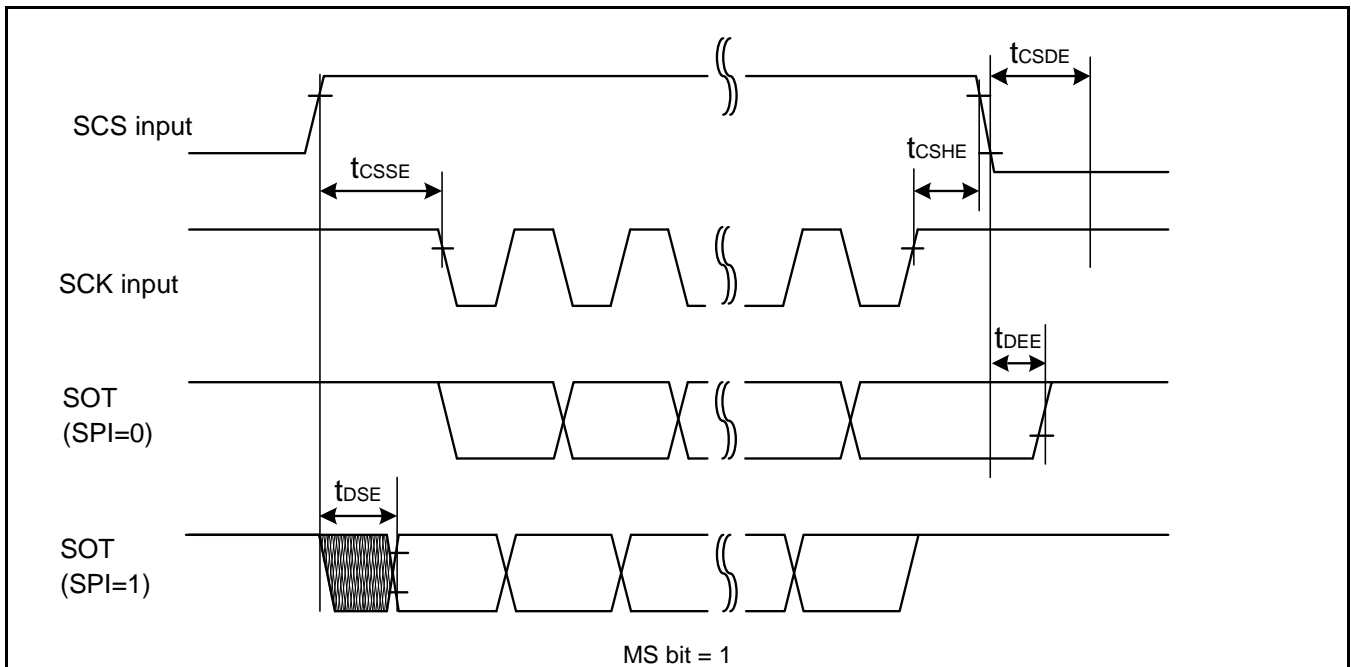 tCSDE
SCS input
tCSHE
tCSSE
SCK input
tDEE
SOT
(SPI=0)
tDSE
SOT
(SPI=1)
MS bit = 1